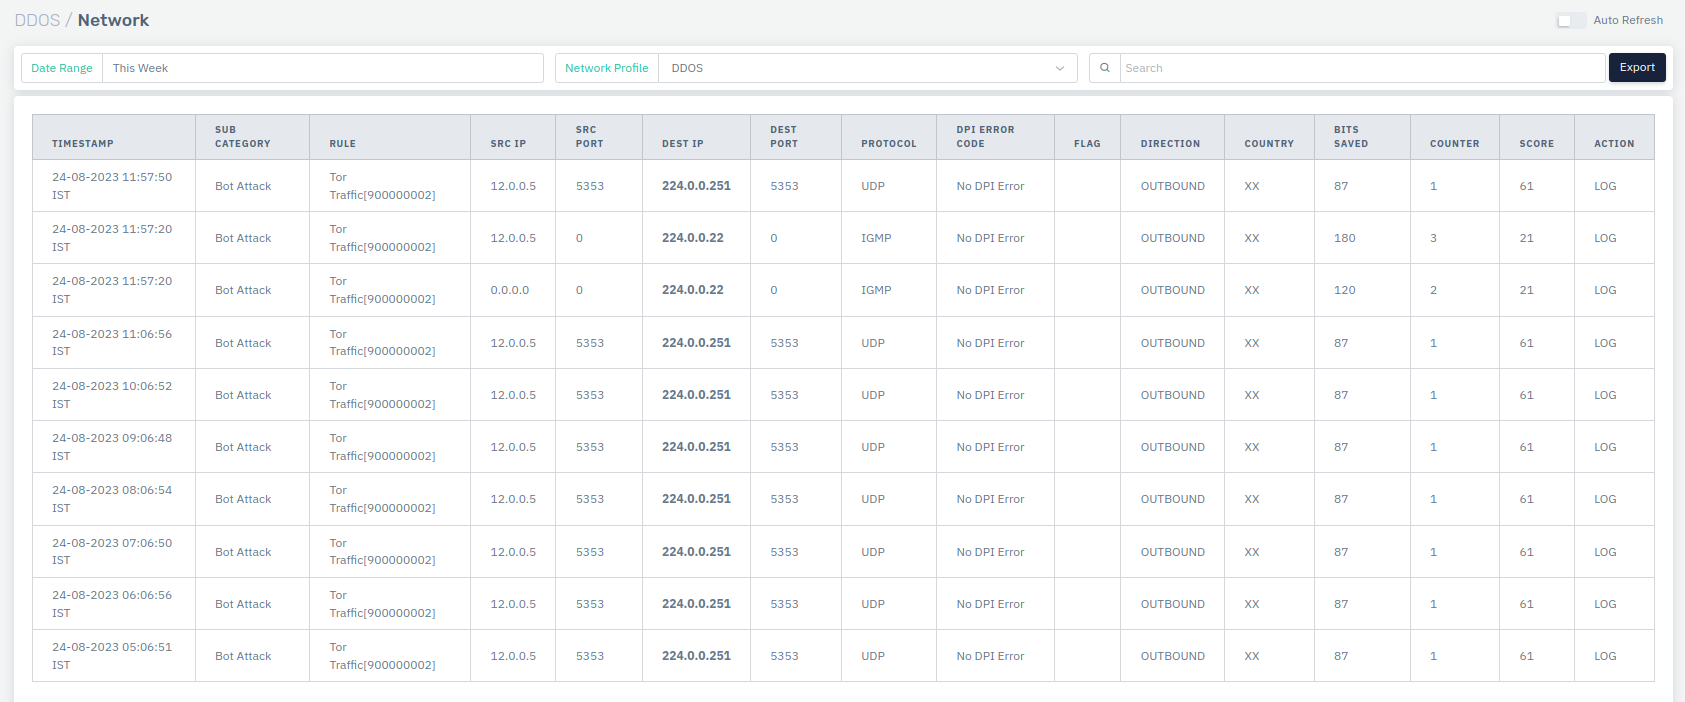 DDOS / Network
Auto Refresh
Date Range This Week Network Profile DDOS Search Export
TIMESTAMP SUB CATEGORY RULE SRC IP SRC PORT DEST IP DEST PORT PROTOCOL DPI ERROR CODE FLAG DIRECTION COUNTRY BITS SAVED COUNTER SCORE ACTION
24-08-2023 11:57:50 IST Bot Attack Tor Traffic[900000002] 12.0.0.5 5353 224.0.0.251 5353 UDP No DPI Error OUTBOUND XX 87 1 61 LOG
24-08-2023 11:57:20 IST Bot Attack Tor Traffic[900000002] 12.0.0.5 0 224.0.0.22 0 IGMP No DPI Error OUTBOUND XX 180 3 21 LOG
24-08-2023 11:57:20 IST Bot Attack Tor Traffic[900000002] 0.0.0.0 0 224.0.0.22 0 IGMP No DPI Error OUTBOUND XX 120 2 21 LOG
24-08-2023 11:06:56 IST Bot Attack Tor Traffic[900000002] 12.0.0.5 5353 224.0.0.251 5353 UDP No DPI Error OUTBOUND XX 87 1 61 LOG
24-08-2023 10:06:52 IST Bot Attack Tor Traffic[900000002] 12.0.0.5 5353 224.0.0.251 5353 UDP No DPI Error OUTBOUND XX 87 1 61 LOG
24-08-2023 09:06:48 IST Bot Attack Tor Traffic[900000002] 12.0.0.5 5353 224.0.0.251 5353 UDP No DPI Error OUTBOUND XX 87 1 61 LOG
24-08-2023 08:06:54 IST Bot Attack Tor Traffic[900000002] 12.0.0.5 5353 224.0.0.251 5353 UDP No DPI Error OUTBOUND XX 87 1 61 LOG
24-08-2023 07:06:50 IST Bot Attack Tor Traffic[900000002] 12.0.0.5 5353 224.0.0.251 5353 UDP No DPI Error OUTBOUND XX 87 1 61 LOG
24-08-2023 06:06:56 IST Bot Attack Tor Traffic[900000002] 12.0.0.5 5353 224.0.0.251 5353 UDP No DPI Error OUTBOUND XX 87 1 61 LOG
24-08-2023 05:06:51 IST Bot Attack Tor Traffic[900000002] 12.0.0.5 5353 224.0.0.251 5353 UDP No DPI Error OUTBOUND XX 87 1 61 LOG